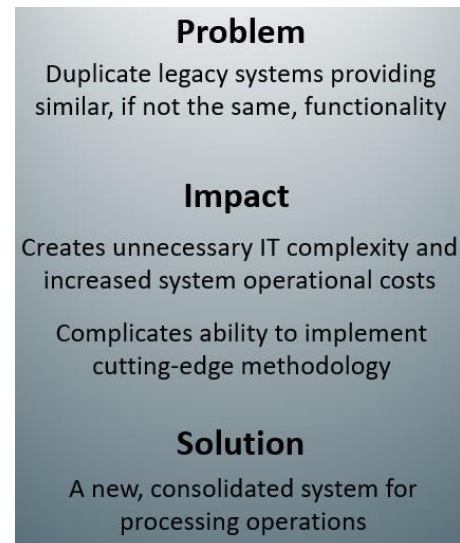 Problem
Duplicate legacy systems providing
similar, if not the same, functionality
Impact
Creates unnecessary IT complexity and
increased system operational costs
Complicates ability to implement
cutting-edge methodology
Solution
A new, consolidated system for
processing operations